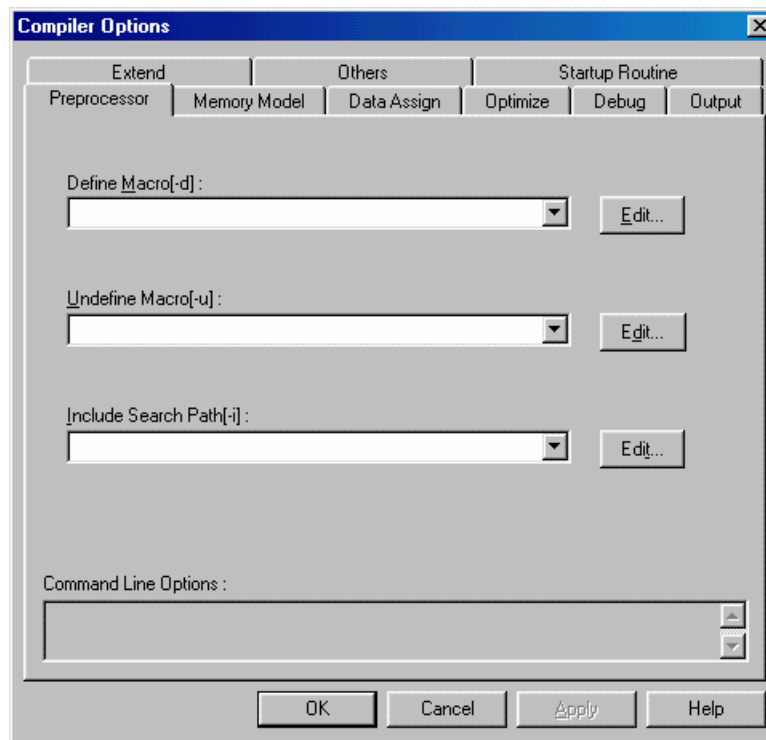 Compiler Options
Extend Others Startup Routine
Preprocessor Memory Model Data Assign Optimize Debug Output
Define Macro[-d] :
Edit...
Undefine Macro[-u] :
Edit...
Include Search Path[-i] :
Edit...
Command Line Options :
OK Cancel Apply Help